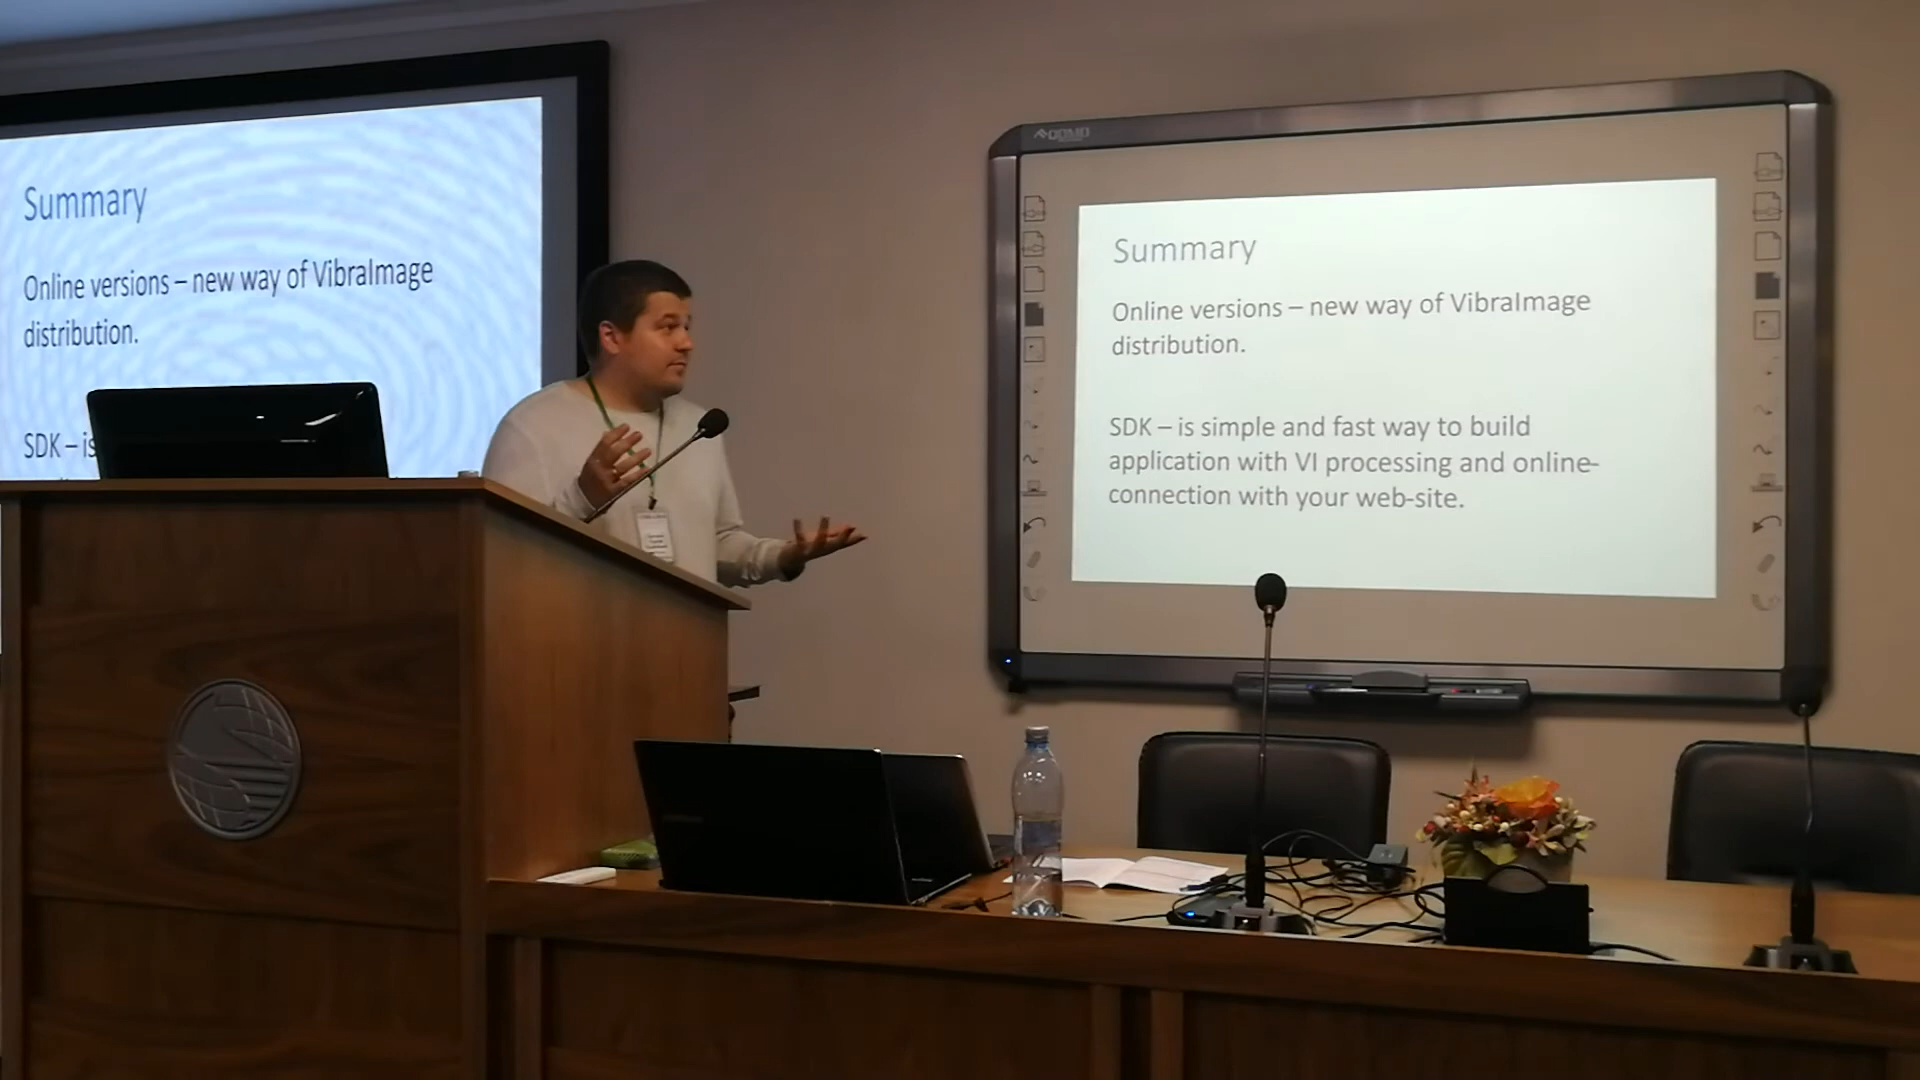 Summary
Online versions – new way of VibraImage
distribution.
SDK – is
Summary
Online versions – new way of VibraImage
distribution.
SDK – is simple and fast way to build
application with VI processing and online-
connection with your web-site.